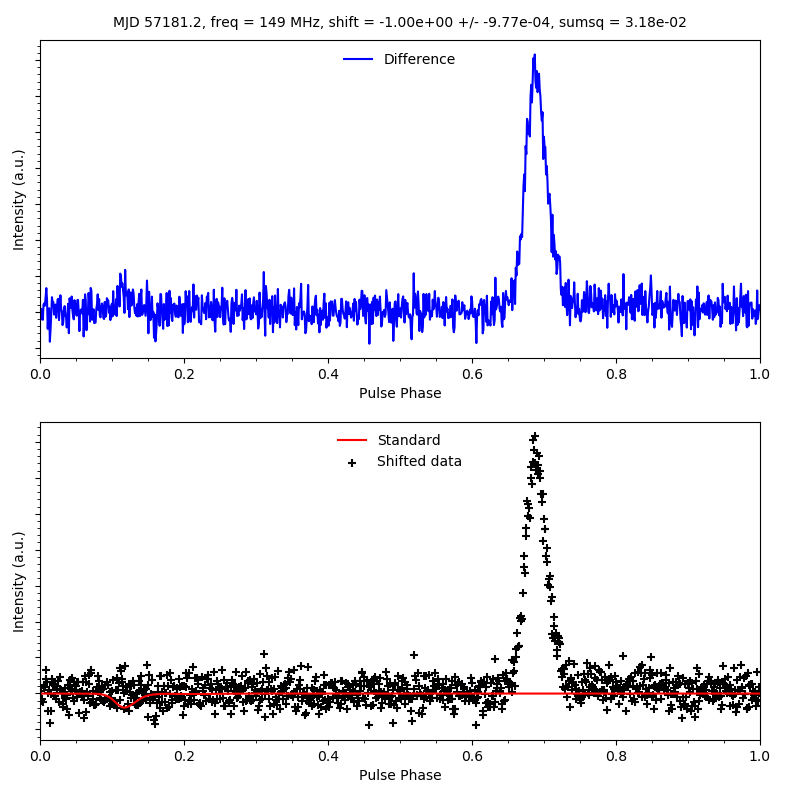 MJD 57181.2, freq = 149 MHz, shift = -1.00e+00 +/- -9.77e-04, sumsq = 3.18e-02
Difference
Intensity (a.u.)
0.0 0.2 0.4 0.6 0.8 1.0
Pulse Phase
Standard
Shifted data
Intensity (a.u.)
0.0 0.2 0.4 0.6 0.8 1.0
Pulse Phase